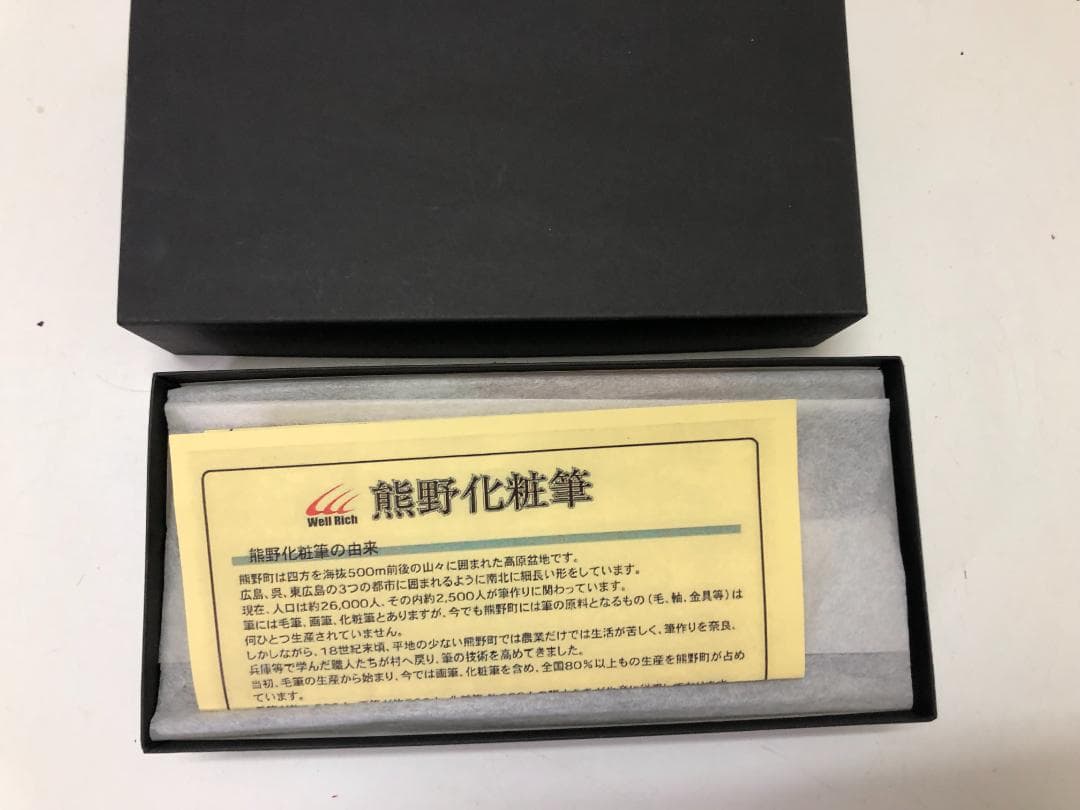 Well Rich
熊野化粧筆
熊野化粧筆の由来
熊野町は四方を海抜500m前後の山々に囲まれた高原盆地です。
広島、呉、東広島の3つの都市に囲まれるように南北に細長い形をしています。
現在、人口は約26,000人、その内約2,500人が筆作りに関わっています。
筆には毛筆、画筆、化粧筆とありますが、今でも熊野町には筆の原料となるもの(毛、軸、金具等)は
何ひとつ生産されていません。
しかしながら、18世紀末頃、平地の少ない熊野町では農業だけでは生活が苦しく、筆作りを奈良、
兵庫等で学んだ職人たちが村へ戻り、筆の技術を高めてきました。
当初、毛筆の生産から始まり、今では画筆、化粧筆を含め、全国80%以上もの生産を熊野町が占め
ています。